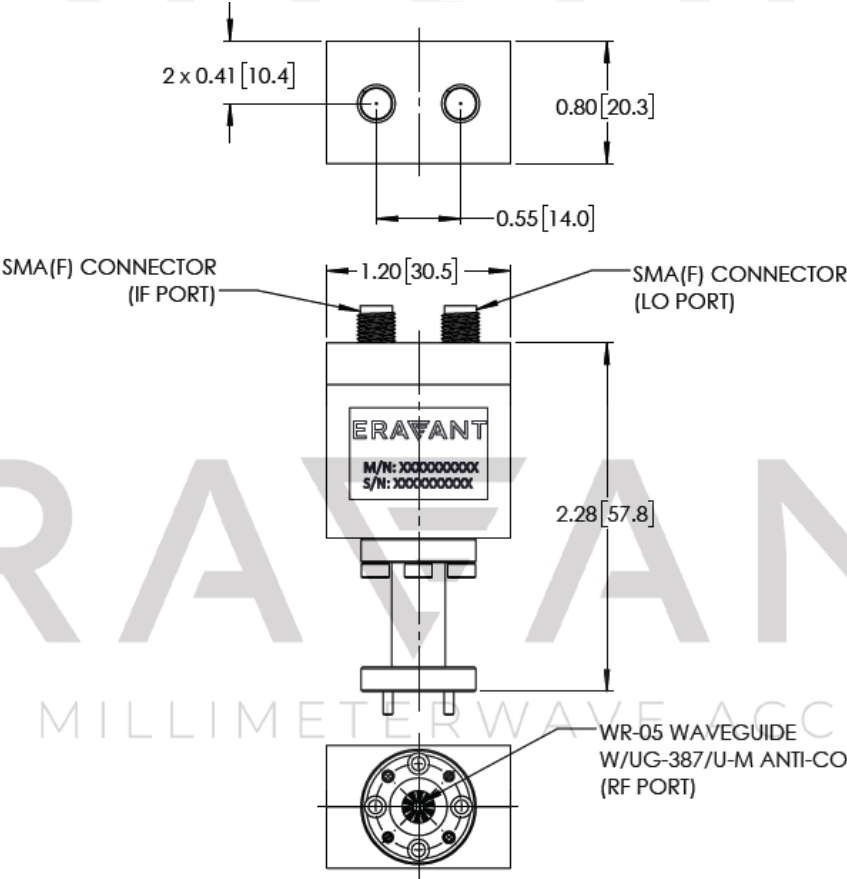 2 x 0.41[10.4]
0.80[20.3]
0.55[14.0]
SMA(F) CONNECTOR
(IF PORT)
1.20[30.5]
SMA(F) CONNECTOR
(LO PORT)
ERAVANT
M/N: XXXXXXXXXX
S/N: XXXXXXXXXX
2.28[57.8]
RAVAN
MILLIMETERWAVE ACC
WR-05 WAVEGUIDE
W/UG-387/U-M ANTI-CO
(RF PORT)